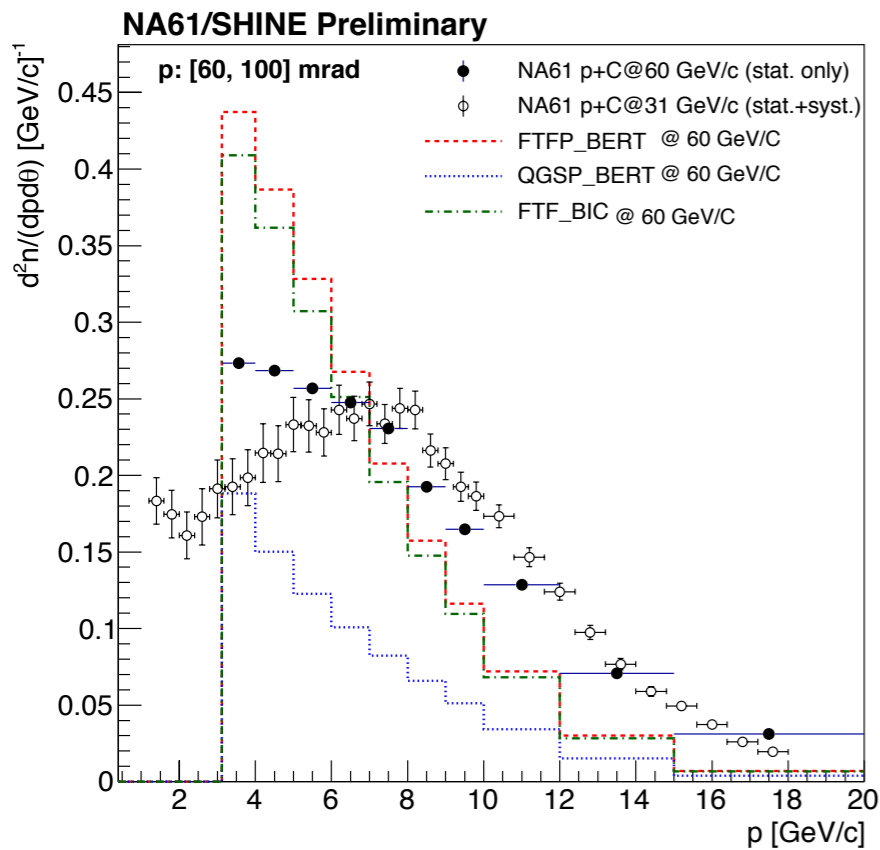 NA61/SHINE Preliminary
p: [60, 100] mrad
NA61 p+C@60 GeV/c (stat. only)
NA61 p+C@31 GeV/c (stat.+syst.)
FTFP_BERT @ 60 GeV/C
QGSP_BERT @ 60 GeV/C
FTF_BIC @ 60 GeV/C
d²n/(dpdθ) [GeV/c]⁻¹
0.45
0.4
0.35
0.3
0.25
0.2
0.15
0.1
0.05
0
2 4 6 8 10 12 14 16 18 20
p [GeV/c]